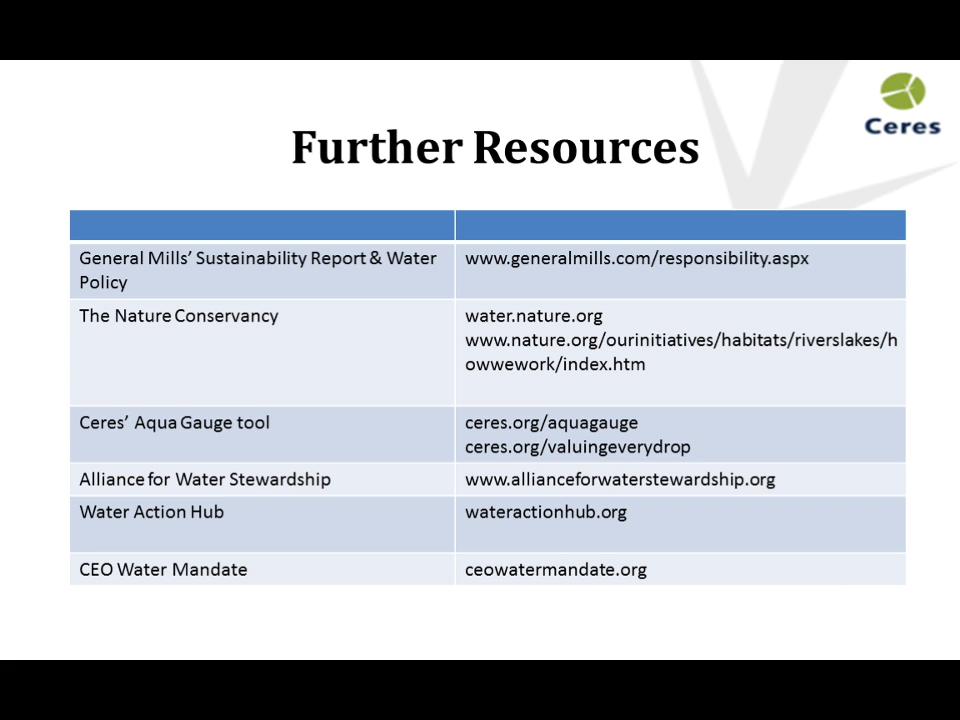 Ceres
Further Resources
General Mills’ Sustainability Report & Water
Policy
www.generalmills.com/responsibility.aspx
The Nature Conservancy
water.nature.org
www.nature.org/ourinitiatives/habitats/riverslakes/h
owwework/index.htm
Ceres’ Aqua Gauge tool
ceres.org/aquagauge
ceres.org/valuingeverydrop
Alliance for Water Stewardship
www.allianceforwaterstewardship.org
Water Action Hub
wateractionhub.org
CEO Water Mandate
ceowatermandate.org